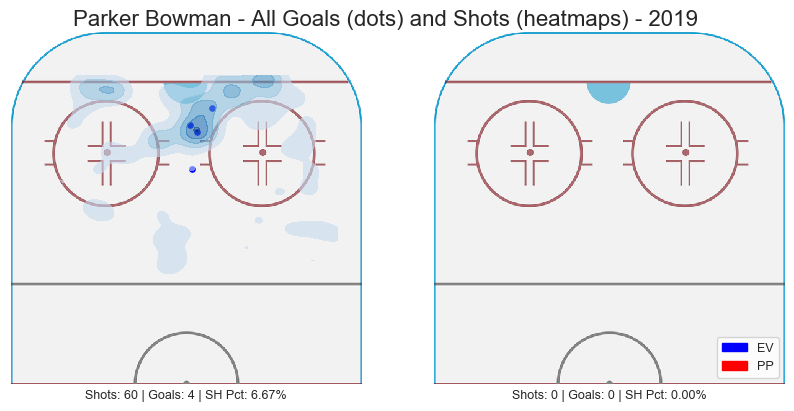 Parker Bowman - All Goals (dots) and Shots (heatmaps) - 2019
EV
PP
Shots: 60 | Goals: 4 | SH Pct: 6.67%
Shots: 0 | Goals: 0 | SH Pct: 0.00%